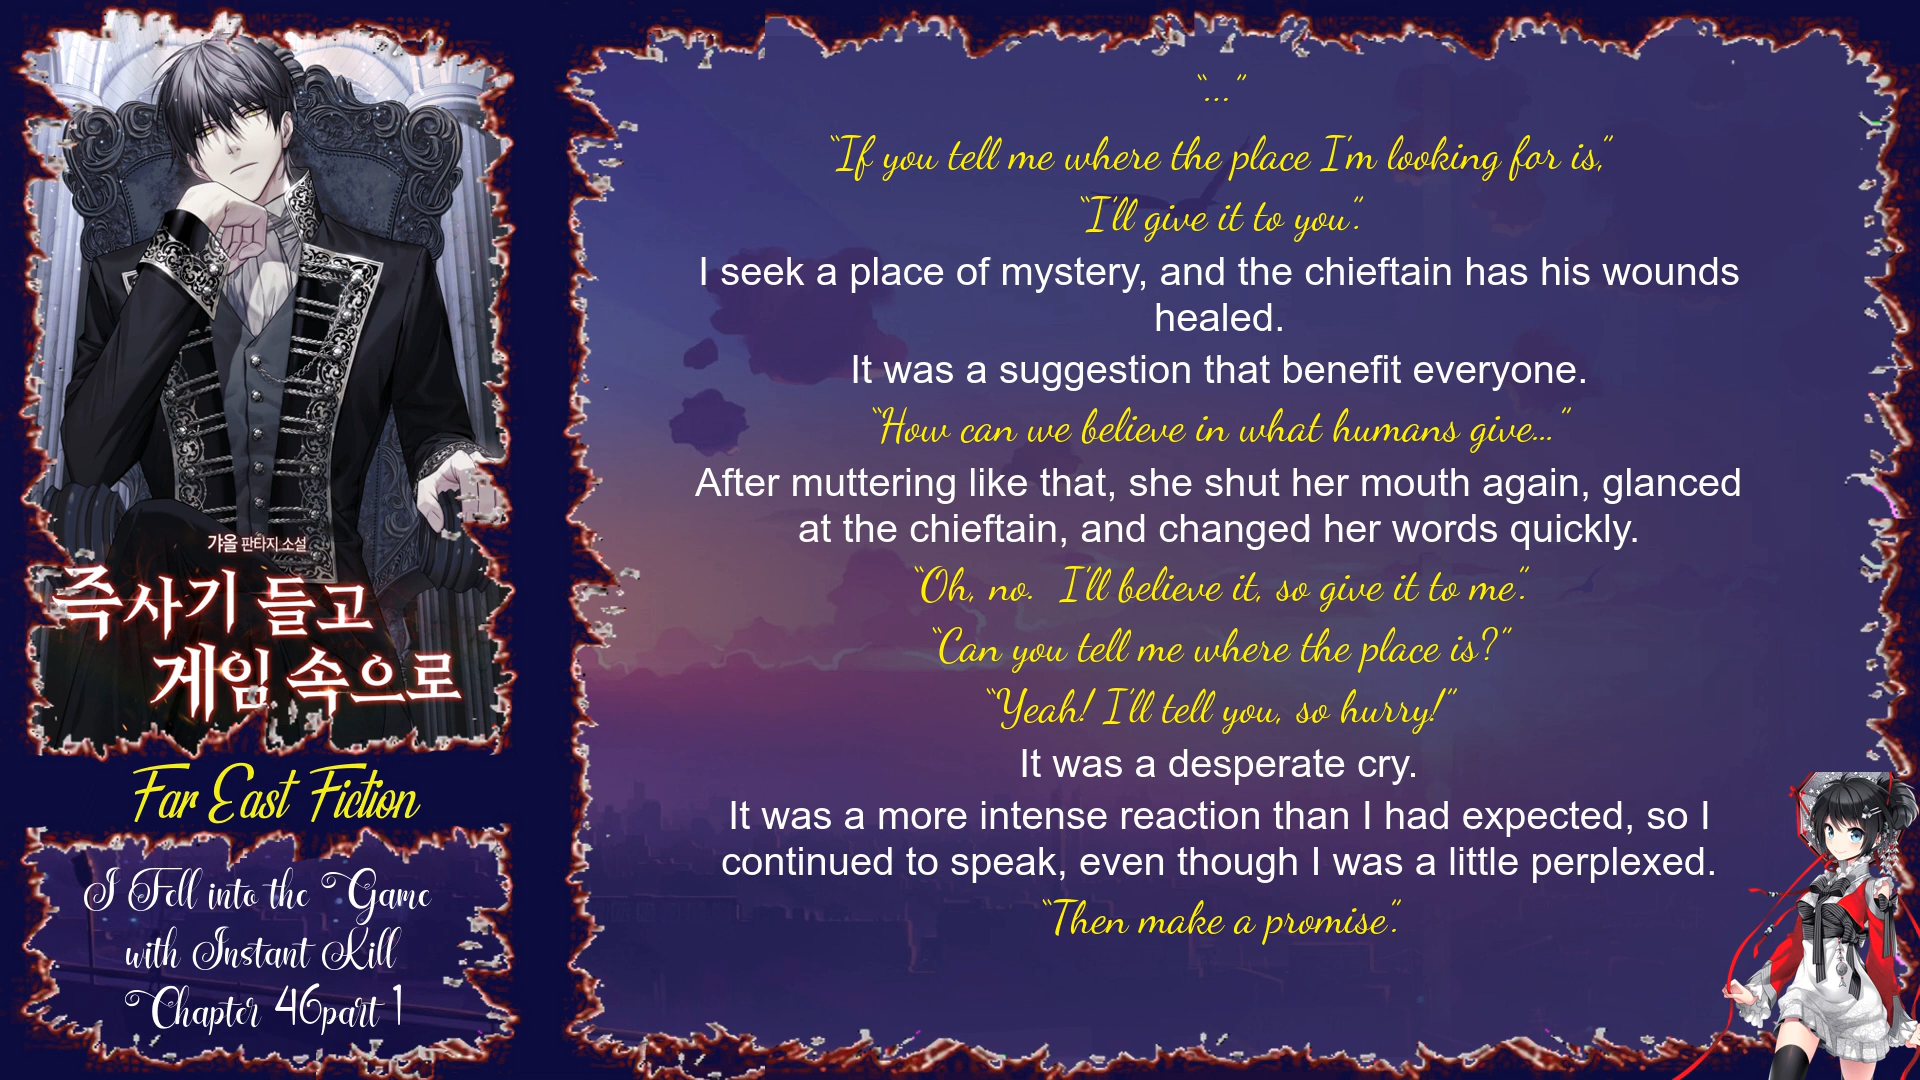 갸올 판타지 소설
즉사기 들고
게임 속으로
Far East Fiction
I Fell into the Game
with Instant Kill
Chapter 46part 1
“...”
“If you tell me where the place I’m looking for is,”
“I’ll give it to you”.
I seek a place of mystery, and the chieftain has his wounds
healed.
It was a suggestion that benefit everyone.
“How can we believe in what humans give...”
After muttering like that, she shut her mouth again, glanced
at the chieftain, and changed her words quickly.
“Oh, no.  I’ll believe it, so give it to me”.
“Can you tell me where the place is?”
“Yeah! I’ll tell you, so hurry!”
It was a desperate cry.
It was a more intense reaction than I had expected, so I
continued to speak, even though I was a little perplexed.
“Then make a promise”.